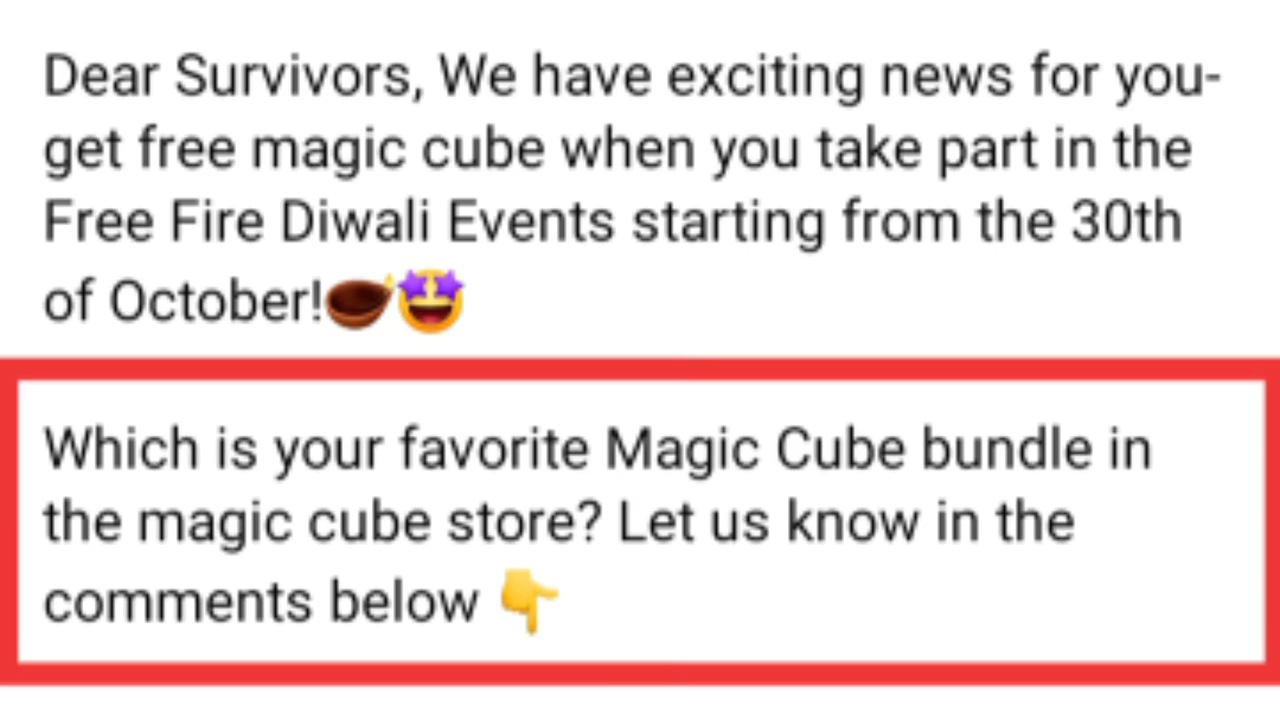 Dear Survivors, We have exciting news for you-
get free magic cube when you take part in the
Free Fire Diwali Events starting from the 30th
of October!🪔🤩
Which is your favorite Magic Cube bundle in
the magic cube store? Let us know in the
comments below 👇